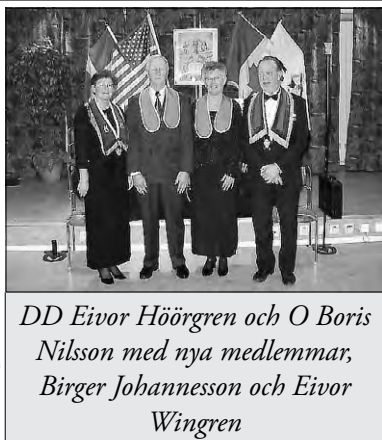 DD Eivor Höörgren och O Boris
Nilsson med nya medlemmar,
Birger Johannesson och Eivor
Wingren